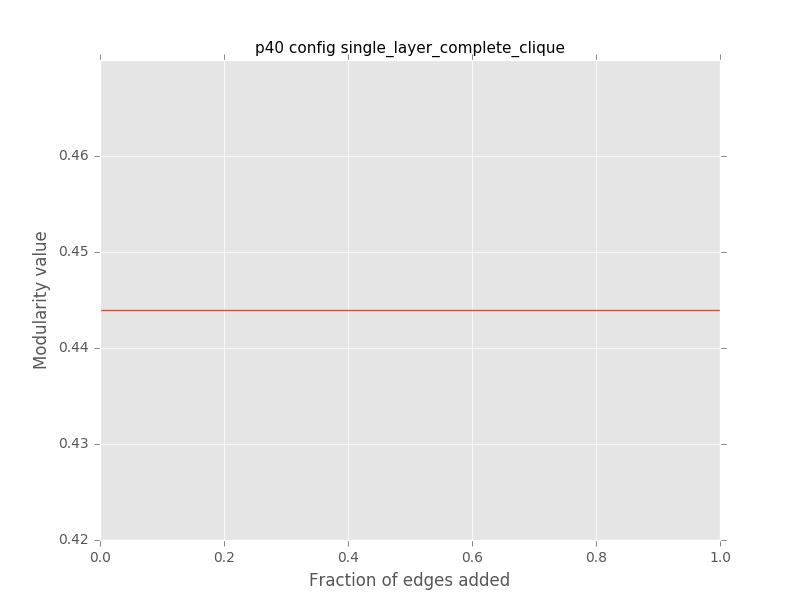 p40 config single_layer_complete_clique
0.46
0.45
0.44
0.43
0.42
Modularity value
0.0 0.2 0.4 0.6 0.8 1.0
Fraction of edges added